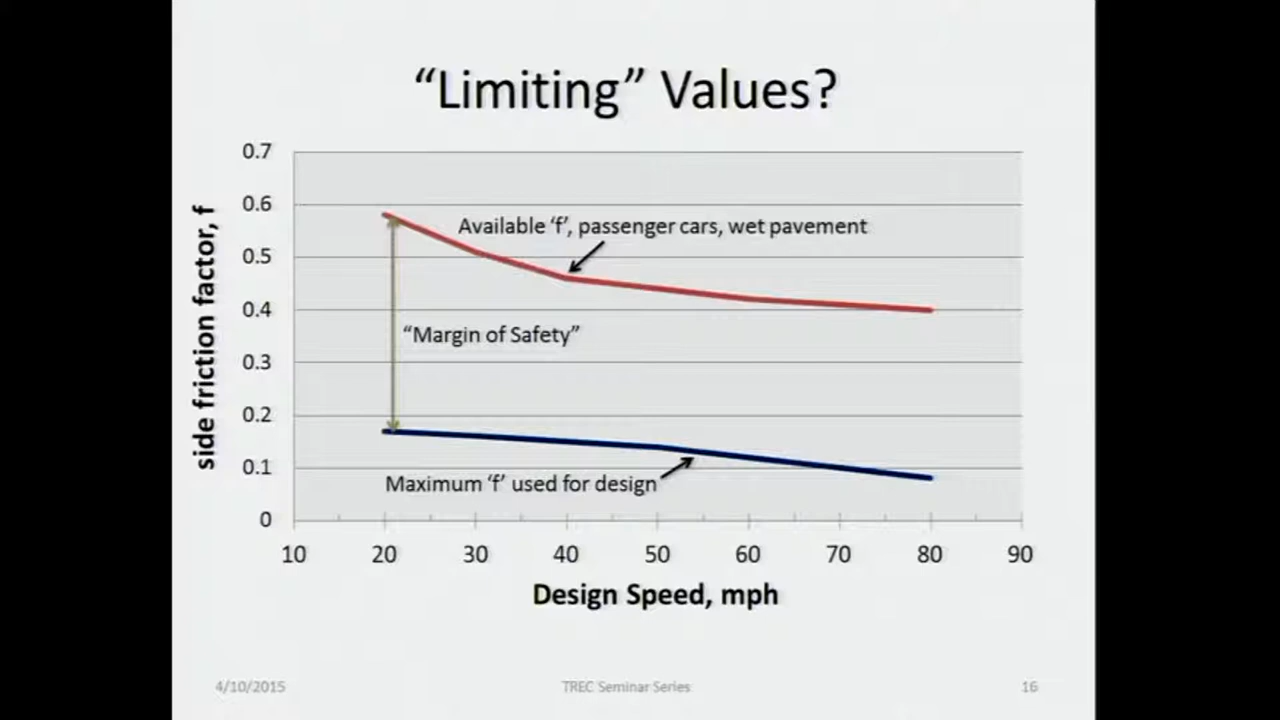 “Limiting” Values?
0.7
0.6
0.5
0.4
0.3
0.2
0.1
0
side friction factor, f
Available ‘f’, passenger cars, wet pavement
“Margin of Safety”
Maximum ‘f’ used for design
10 20 30 40 50 60 70 80 90
Design Speed, mph
4/10/2015 TREC Seminar Series 16